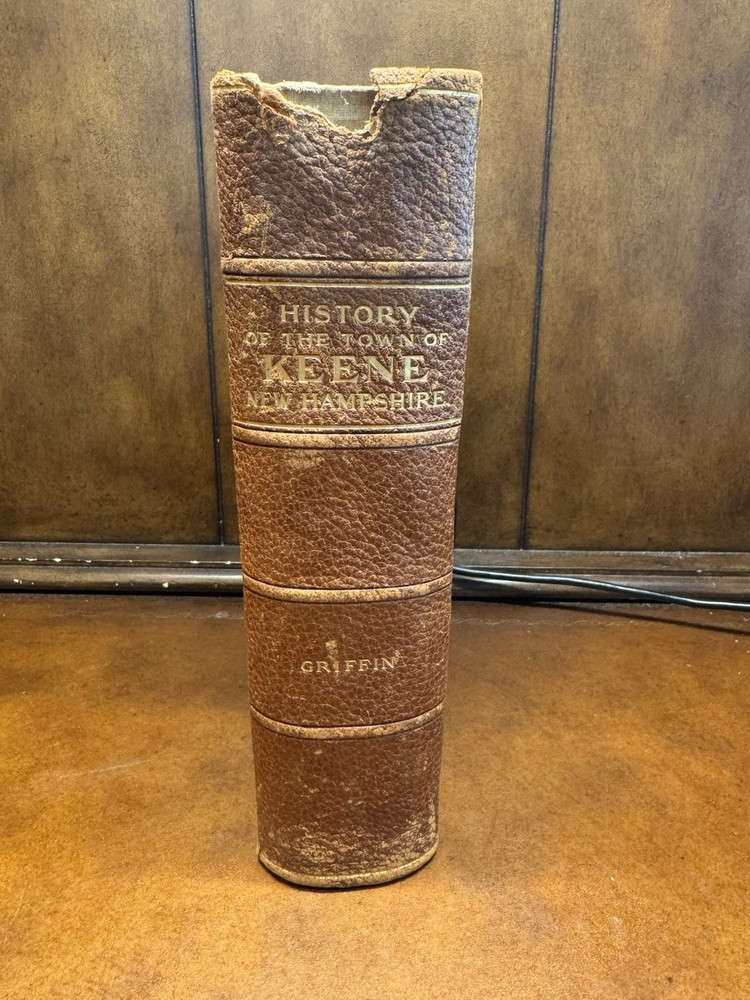 HISTORY
OF THE TOWN OF
KEENE
NEW HAMPSHIRE
GRIFFIN